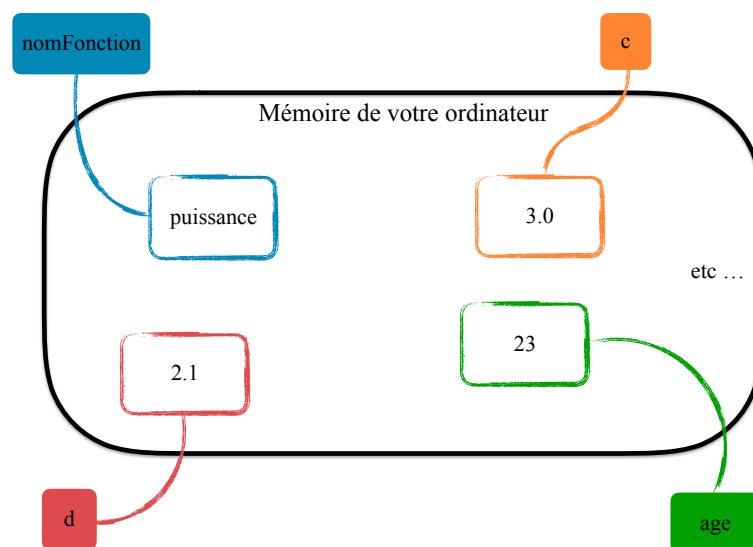 nomFonction
c
Mémoire de votre ordinateur
puissance
3.0
etc …
2.1
23
d
age